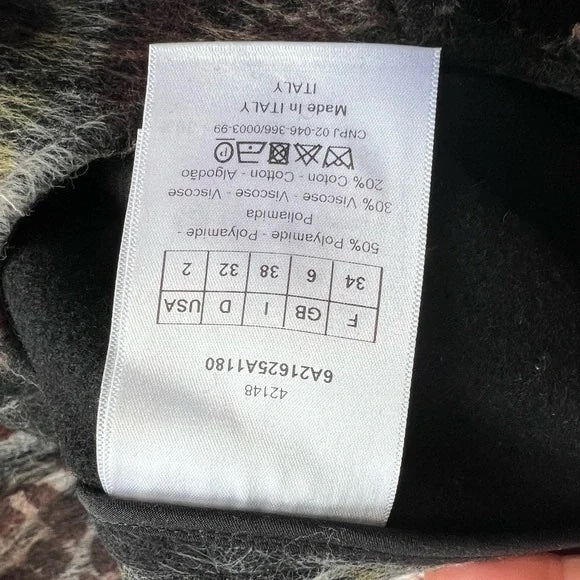 42148
6A21625A1180
F GB I D USA
34 6 38 32 2
50% Polyamide - Polyamide -
Poliamida
30% Viscose - Viscose - Viscose
20% Cotton - Cotton - Algodão
P
CNPJ 02-046-366/0003-99
Made In ITALY
ITALY